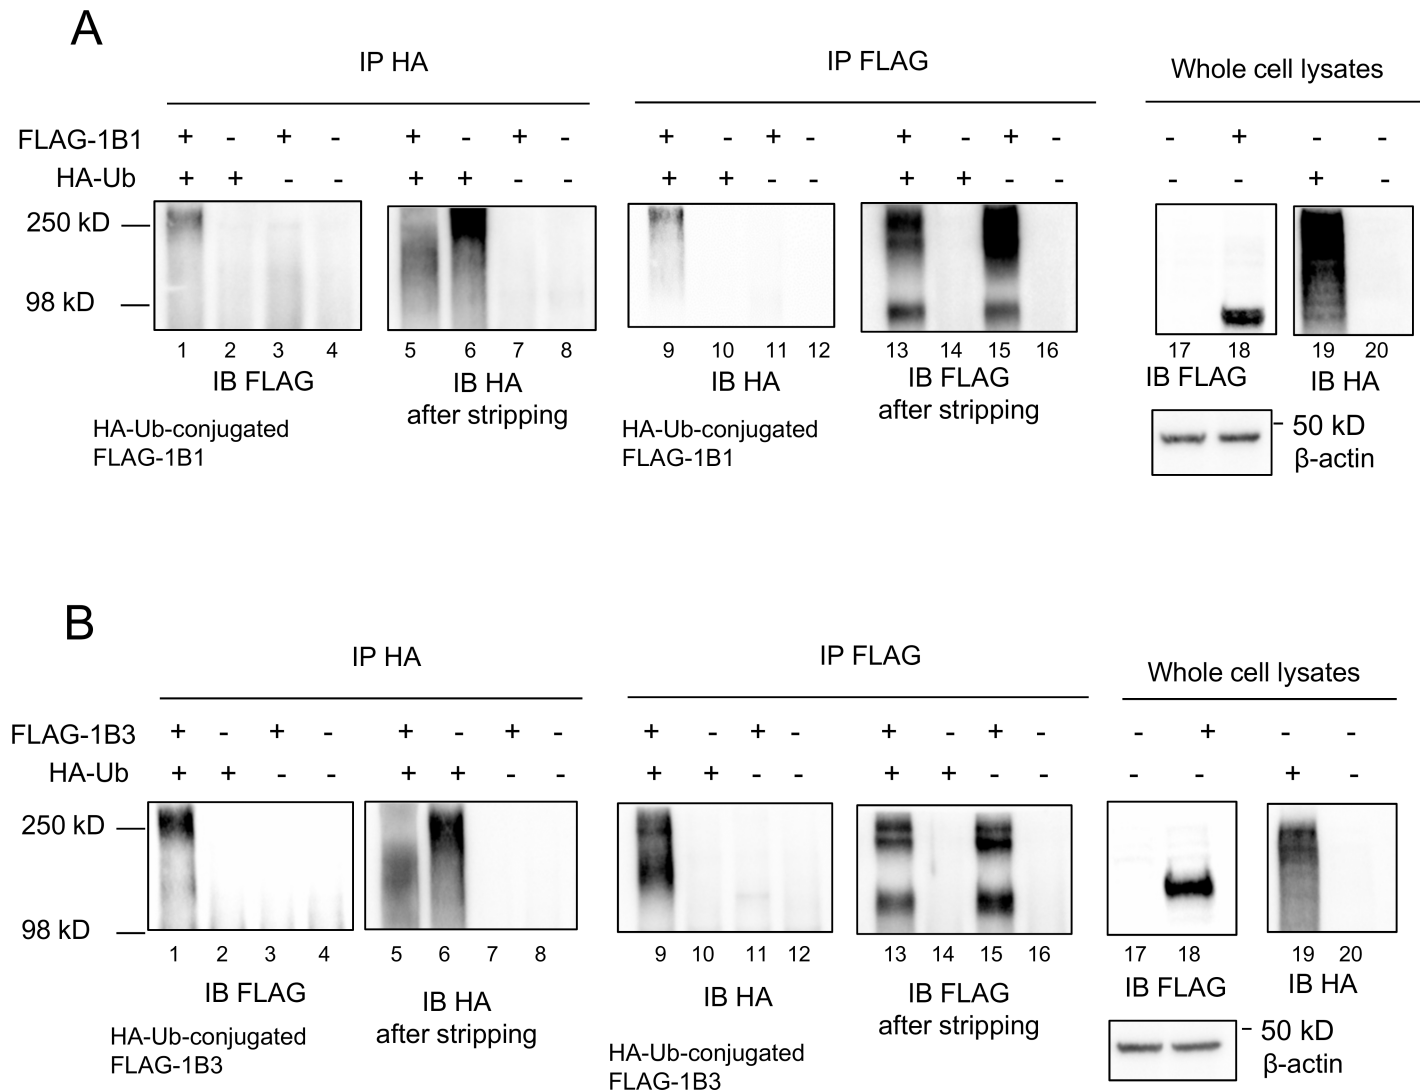 A
IP HA
IP FLAG
Whole cell lysates
FLAG-1B1 + - + - + - + - + - + - + - + - - + - -
HA-Ub + + - - + + - - + + - - + + - - - - + -
250 kD
98 kD
1 2 3 4 5 6 7 8 9 10 11 12 13 14 15 16 17 18 19 20
IB FLAG
IB HA
after stripping
IB HA
IB FLAG
after stripping
IB FLAG
IB HA
HA-Ub-conjugated
FLAG-1B1
HA-Ub-conjugated
FLAG-1B1
50 kD
β-actin
B
IP HA
IP FLAG
Whole cell lysates
FLAG-1B3 + - + - + - + - + - + - + - + - - + - -
HA-Ub + + - - + + - - + + - - + + - - - - + -
250 kD
98 kD
1 2 3 4 5 6 7 8 9 10 11 12 13 14 15 16 17 18 19 20
IB FLAG
IB HA
after stripping
IB HA
IB FLAG
after stripping
IB FLAG
IB HA
HA-Ub-conjugated
FLAG-1B3
HA-Ub-conjugated
FLAG-1B3
50 kD
β-actin